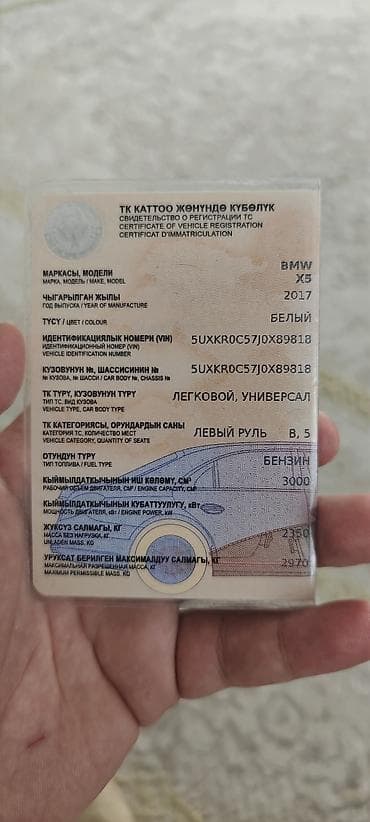 ТК КАТТОО ЖӨНҮНДӨ КҮБӨЛҮК
СВИДЕТЕЛЬСТВО О РЕГИСТРАЦИИ ТС
CERTIFICATE OF VEHICLE REGISTRATION
CERTIFICAT D'IMMATRICULATION
МАРКАСЫ, МОДЕЛИ BMW
МАРКА, МОДЕЛЬ / MAKE, MODEL X5
ЧЫГАРЫЛГАН ЖЫЛЫ 2017
ГОД ВЫПУСКА / YEAR OF MANUFACTURE
ТҮСҮ / ЦВЕТ / COLOUR БЕЛЫЙ
ИДЕНТИФИКАЦИЯЛЫК НОМЕРИ (VIN) 5UXKR0C57J0X89818
ИДЕНТИФИКАЦИОННЫЙ НОМЕР (VIN)
VEHICLE IDENTIFICATION NUMBER
КУЗОВУНУН №, ШАССИСИНИН № 5UXKR0C57J0X89818
№ КУЗОВА, № ШАССИ / CAR BODY №, CHASSIS №
ТК ТҮРҮ, КУЗОВУНУН ТҮРҮ ЛЕГКОВОЙ, УНИВЕРСАЛ
ТИП ТС, ВИД КУЗОВА
VEHICLE TYPE, CAR BODY TYPE
ТК КАТЕГОРИЯСЫ, ОРУНДАРДЫН САНЫ ЛЕВЫЙ РУЛЬ B, 5
КАТЕГОРИЯ ТС, КОЛИЧЕСТВО МЕСТ
VEHICLE CATEGORY, QUANTITY OF SEATS
ОТУНДУН ТҮРҮ БЕНЗИН
ТИП ТОПЛИВА / FUEL TYPE
КЫЙМЫЛДАТКЫЧЫНЫН ИШ КӨЛӨМҮ, СМ³ 3000
РАБОЧИЙ ОБЪЕМ ДВИГАТЕЛЯ, СМ³ / ENGINE CAPACITY, CM³
КЫЙМЫЛДАТКЫЧЫНЫН КУБАТТУУЛУГУ, кВт
МОЩНОСТЬ ДВИГАТЕЛЯ, кВт / ENGINE POWER, kW
ЖҮКСҮЗ САЛМАГЫ, КГ 2350
МАССА БЕЗ НАГРУЗКИ, КГ
UNLADEN MASS, KG
УРУКСАТ БЕРИЛГЕН МАКСИМАЛДУУ САЛМАГЫ, КГ 2970
МАКСИМАЛЬНАЯ РАЗРЕШЕННАЯ МАССА, КГ
MAXIMUM PERMISSIBLE MASS, KG